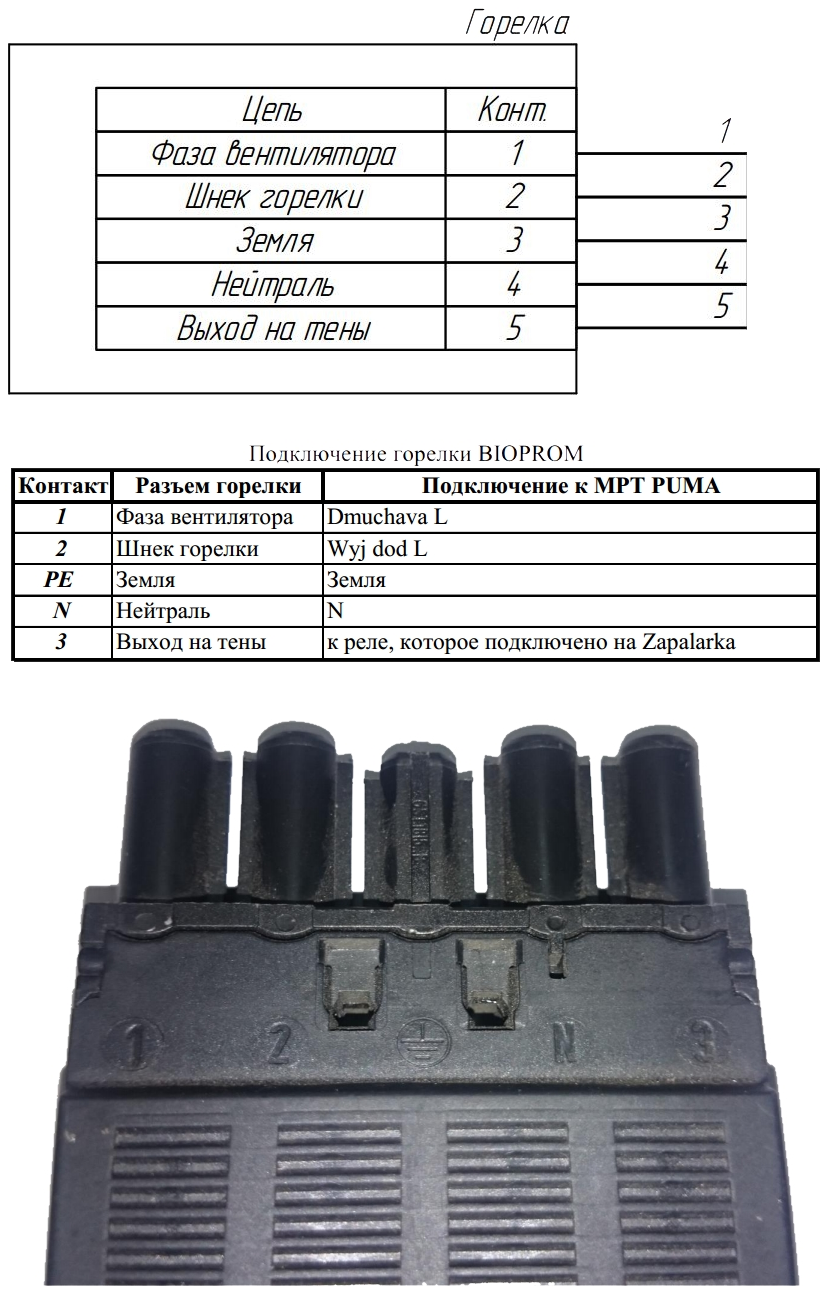 Горелка
Цепь Конт.
Фаза вентилятора 1 1
Шнек горелки 2 2
Земля 3 3
Нейтраль 4 4
Выход на тены 5 5
Подключение горелки BIOPROM
Контакт Разъем горелки Подключение к MPT PUMA
1 Фаза вентилятора Dmuchava L
2 Шнек горелки Wyj dod L
PE Земля Земля
N Нейтраль N
3 Выход на тены к реле, которое подключено на Zapalarka
1 2 N 3